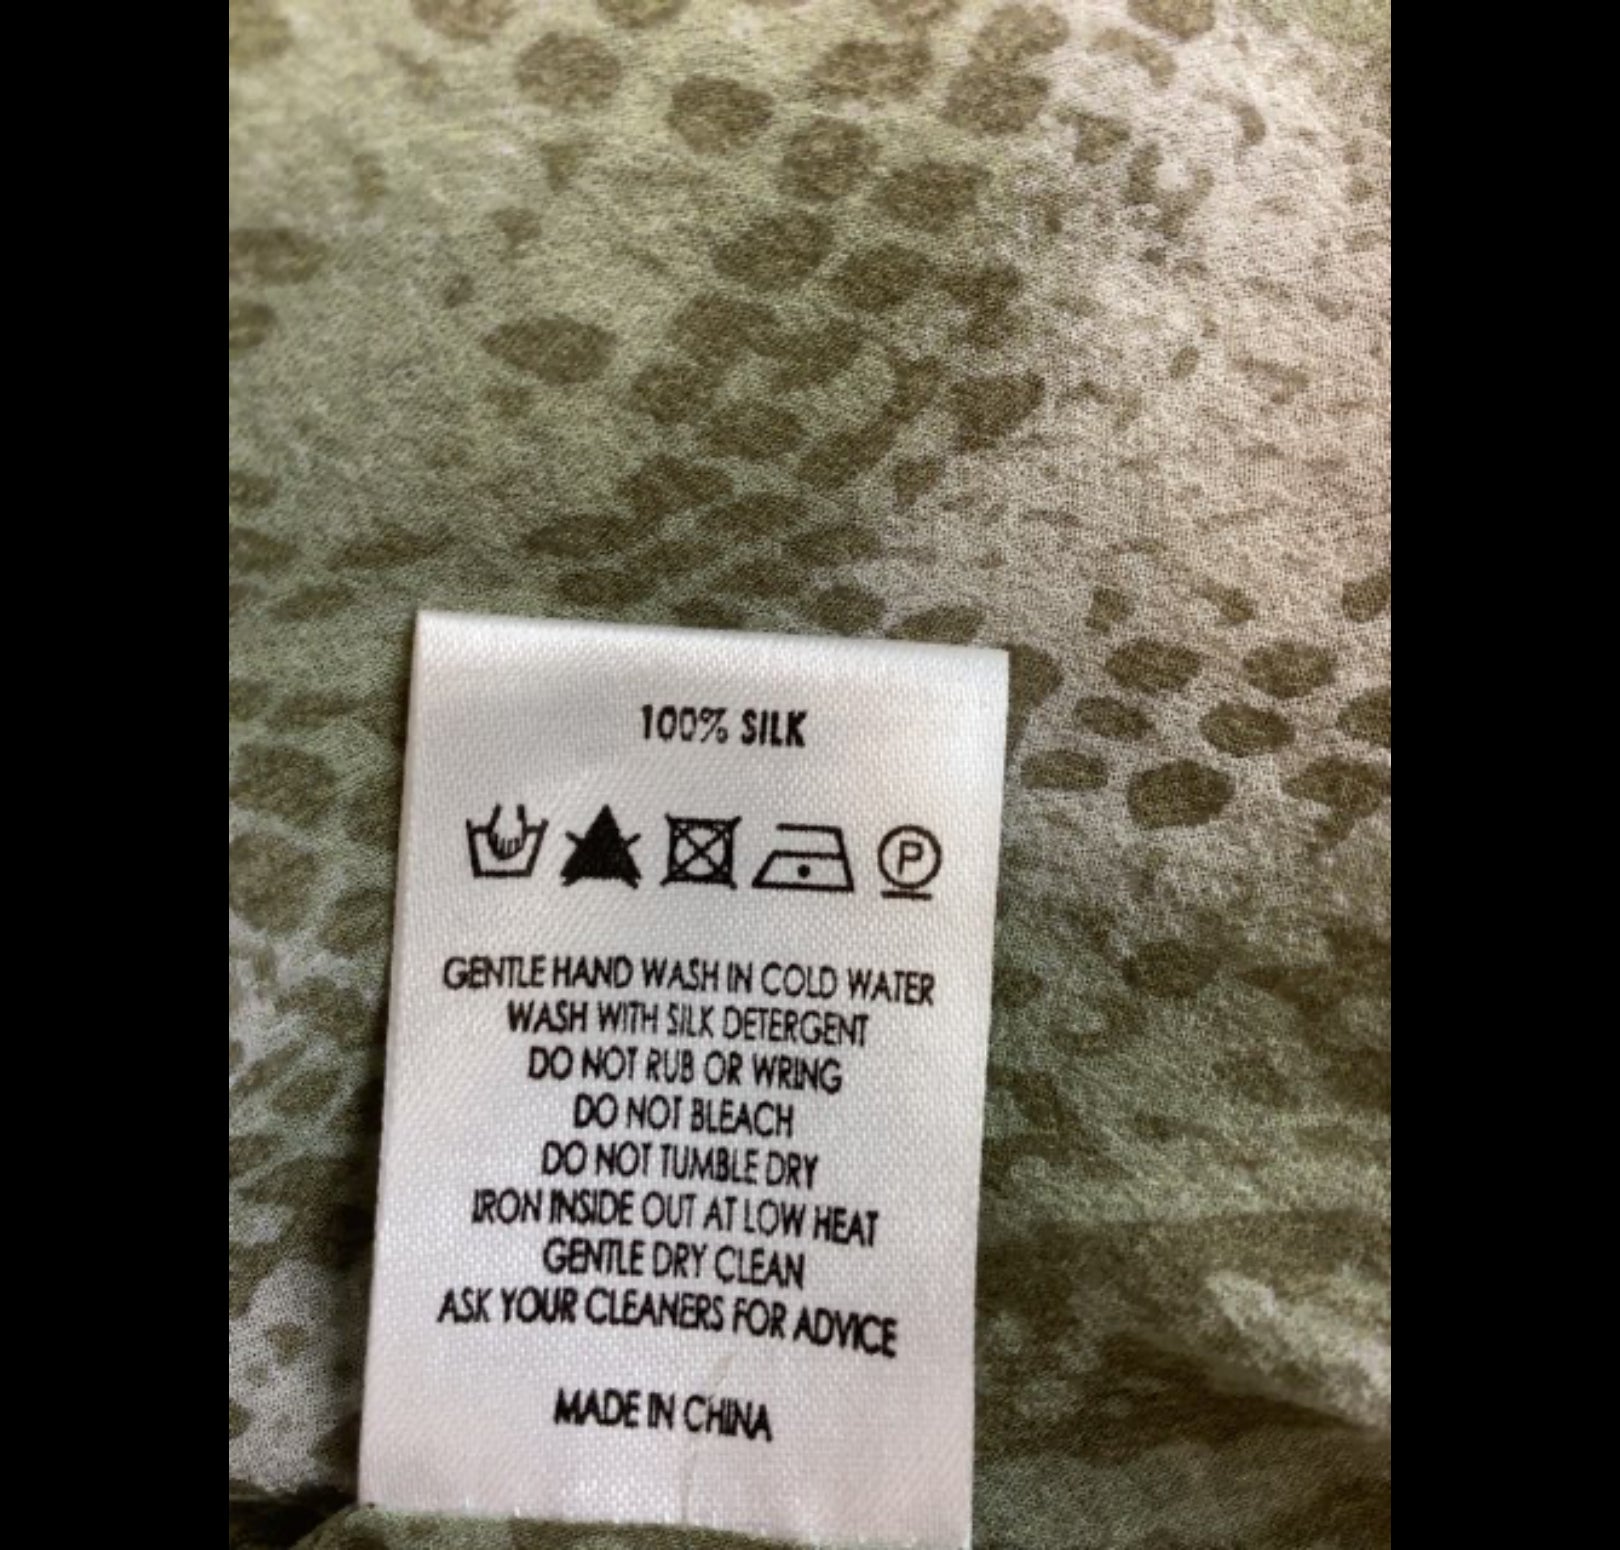 100% SILK
P
GENTLE HAND WASH IN COLD WATER
WASH WITH SILK DETERGENT
DO NOT RUB OR WRING
DO NOT BLEACH
DO NOT TUMBLE DRY
IRON INSIDE OUT AT LOW HEAT
GENTLE DRY CLEAN
ASK YOUR CLEANERS FOR ADVICE
MADE IN CHINA